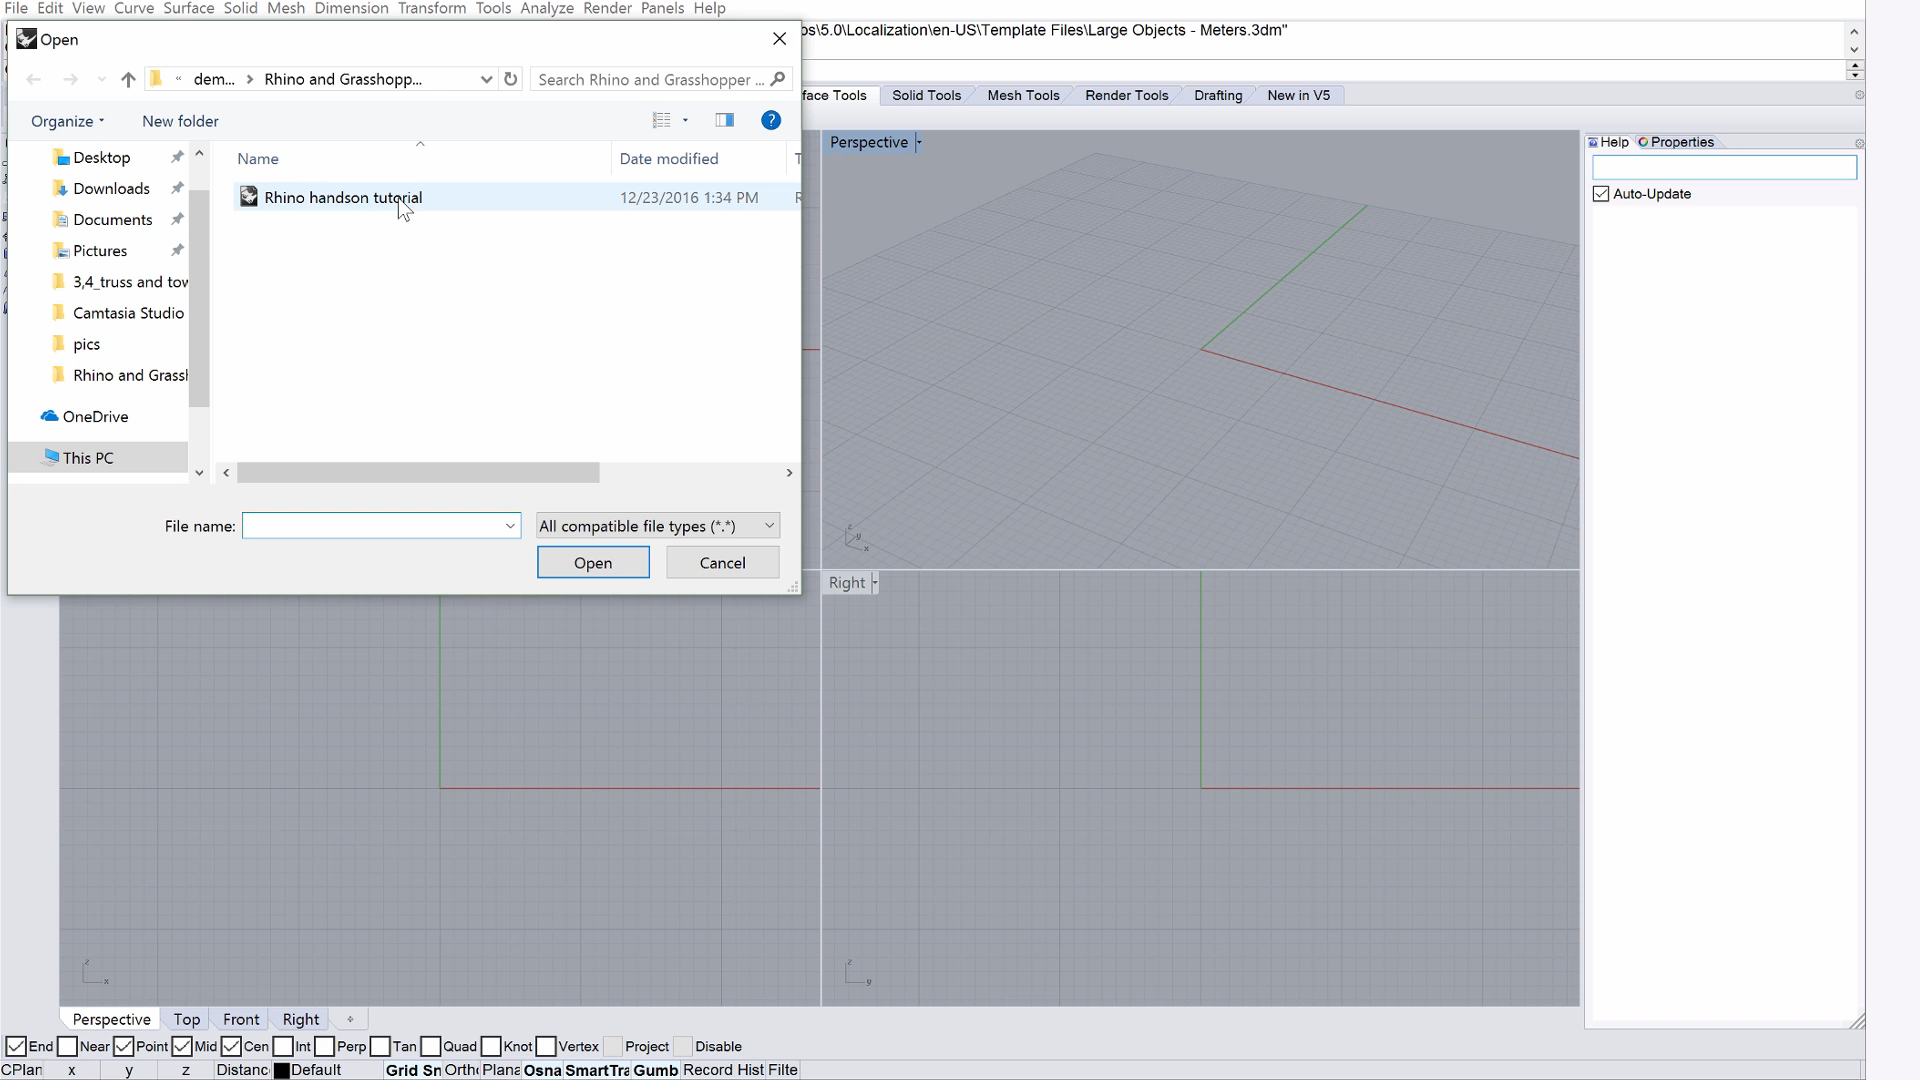 File Edit View Curve Surface Solid Mesh Dimension Transform Tools Analyze Render Panels Help
Open
s\5.0\Localization\en-US\Template Files\Large Objects - Meters.3dm"
« dem... > Rhino and Grasshopp...
Search Rhino and Grasshopper ...
face Tools Solid Tools Mesh Tools Render Tools Drafting New in V5
Organize
New folder
?
Perspective
Help Properties
Auto-Update
Desktop
Downloads
Documents
Pictures
3,4_truss and tow
Camtasia Studio
pics
Rhino and Grassh
OneDrive
This PC
Name Date modified T
Rhino handson tutorial 12/23/2016 1:34 PM R
File name:
All compatible file types (*.*)
Open
Cancel
z
y
x
Right
z
x
z
y
Perspective Top Front Right
End Near Point Mid Cen Int Perp Tan Quad Knot Vertex Project Disable
CPlan x y z Distanc Default Grid Sn Orth Plana Osna SmartTra Gumb Record Hist Filte